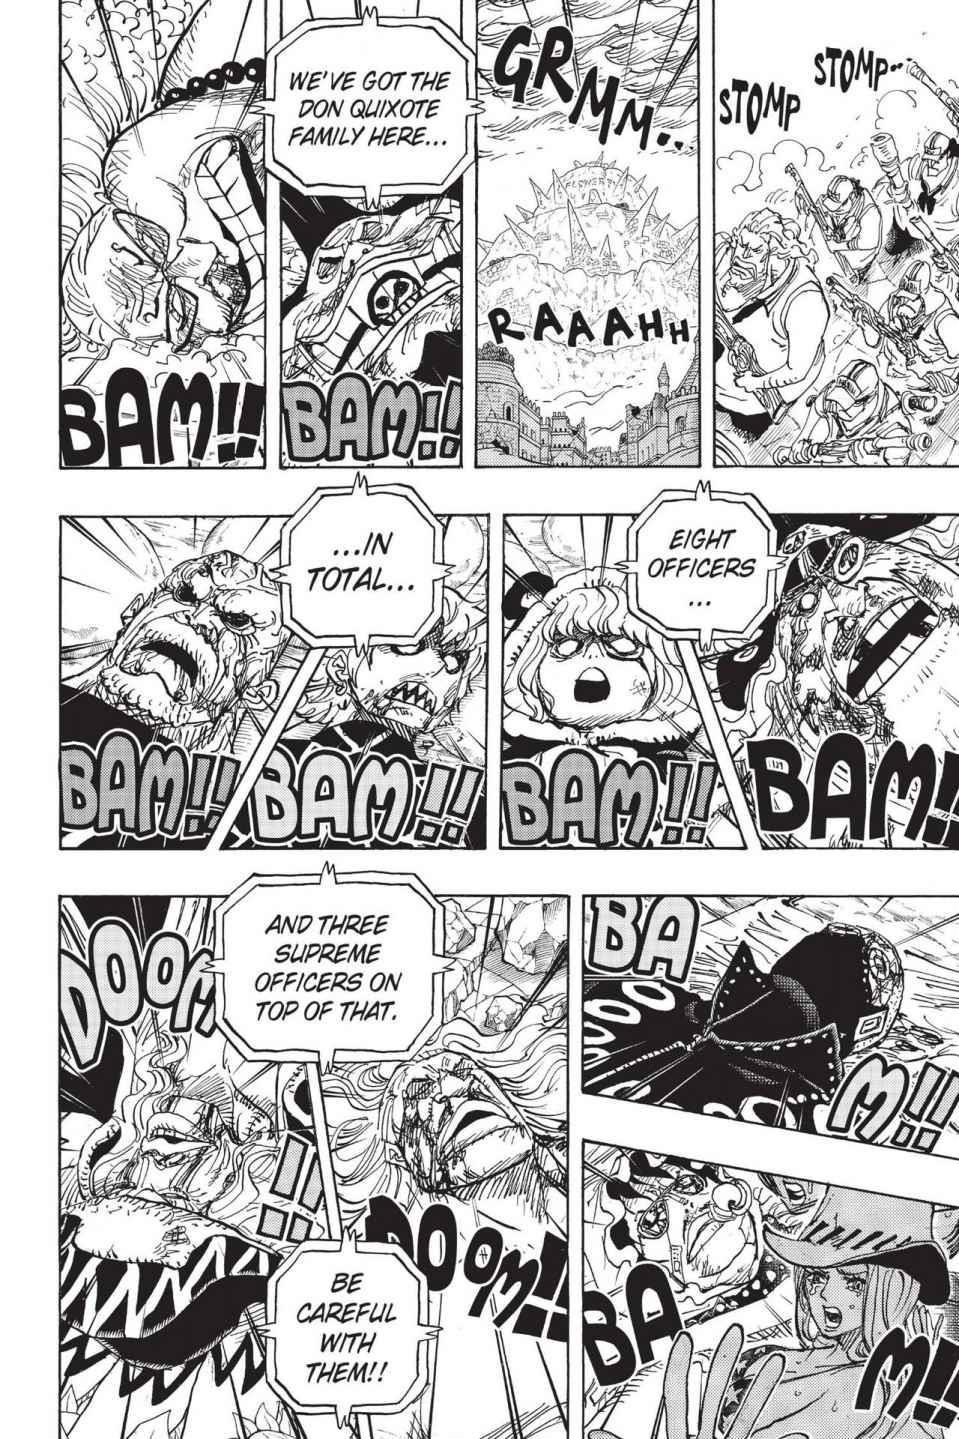 STOMP
STOMP...
GRMM...
FLOWER
RAAAHH
WE'VE GOT THE
DON QUIXOTE
FAMILY HERE...
BAM!!
BAM!!
EIGHT
OFFICERS
...
BAM!!
BAM!!
...IN
TOTAL...
BAM!!
BAM!!
BA
M!!
BA
M!!
AND THREE
SUPREME
OFFICERS ON
TOP OF THAT.
DOOM!!
DOOM!!
BE
CAREFUL
WITH
THEM!!